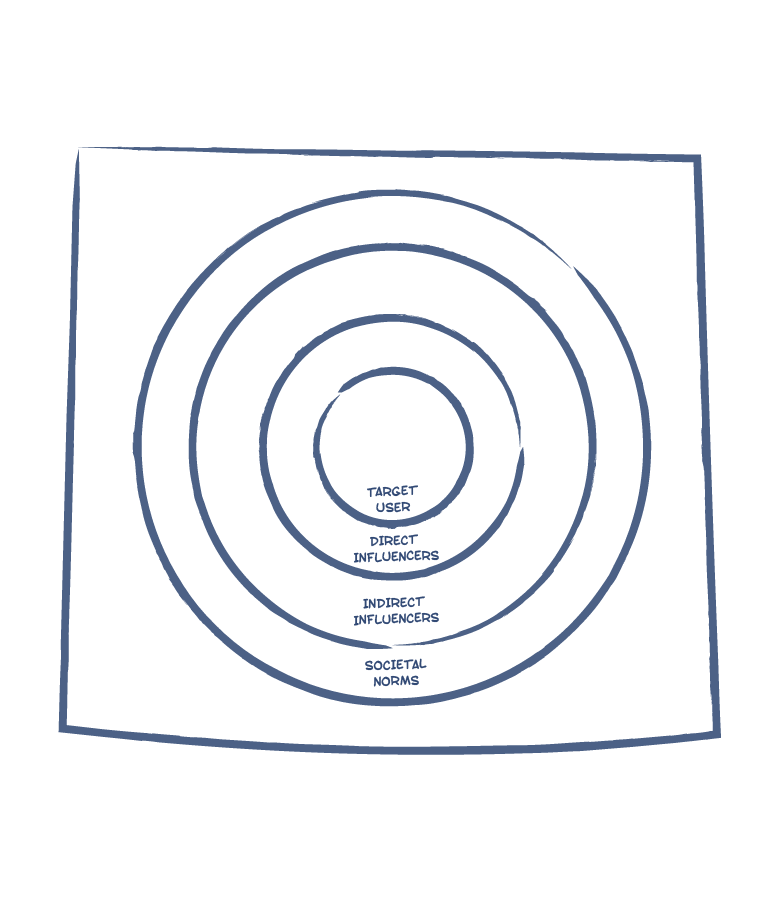 TARGET
USER
DIRECT
INFLUENCERS
INDIRECT
INFLUENCERS
SOCIETAL
NORMS